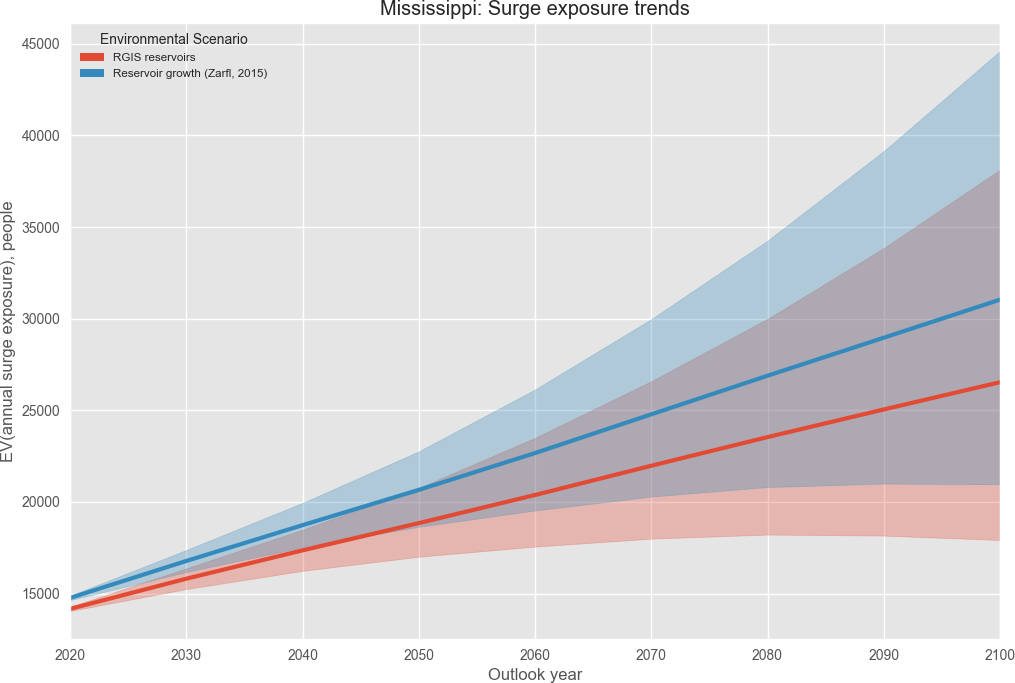 Mississippi: Surge exposure trends
Environmental Scenario
RGIS reservoirs
Reservoir growth (Zarfl, 2015)
EV(annual surge exposure), people
45000
40000
35000
30000
25000
20000
15000
2020 2030 2040 2050 2060 2070 2080 2090 2100
Outlook year